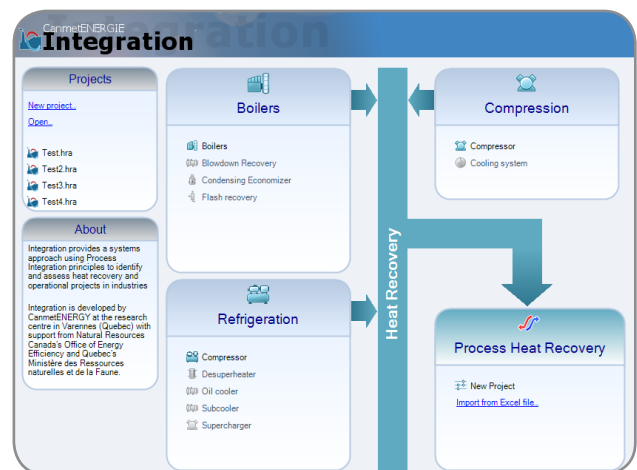 CanmetENERGIE
Integration
Projects
New project..
Open..
Test.hra
Test2.hra
Test3.hra
Test4.hra
About
Integration provides a systems
approach using Process
Integration principles to identify
and assess heat recovery and
operational projects in industries
Integration is developed by
CanmetENERGY at the research
centre in Varennes (Quebec) with
support from Natural Resources
Canada's Office of Energy
Efficiency and Quebec's
Ministère des Ressources
naturelles et de la Faune.
Boilers
Boilers
Blowdown Recovery
Condensing Economizer
Flash recovery
Refrigeration
Compressor
Desuperheater
Oil cooler
Subcooler
Supercharger
Heat Recovery
Compression
Compressor
Cooling system
Process Heat Recovery
New Project
Import from Excel file..